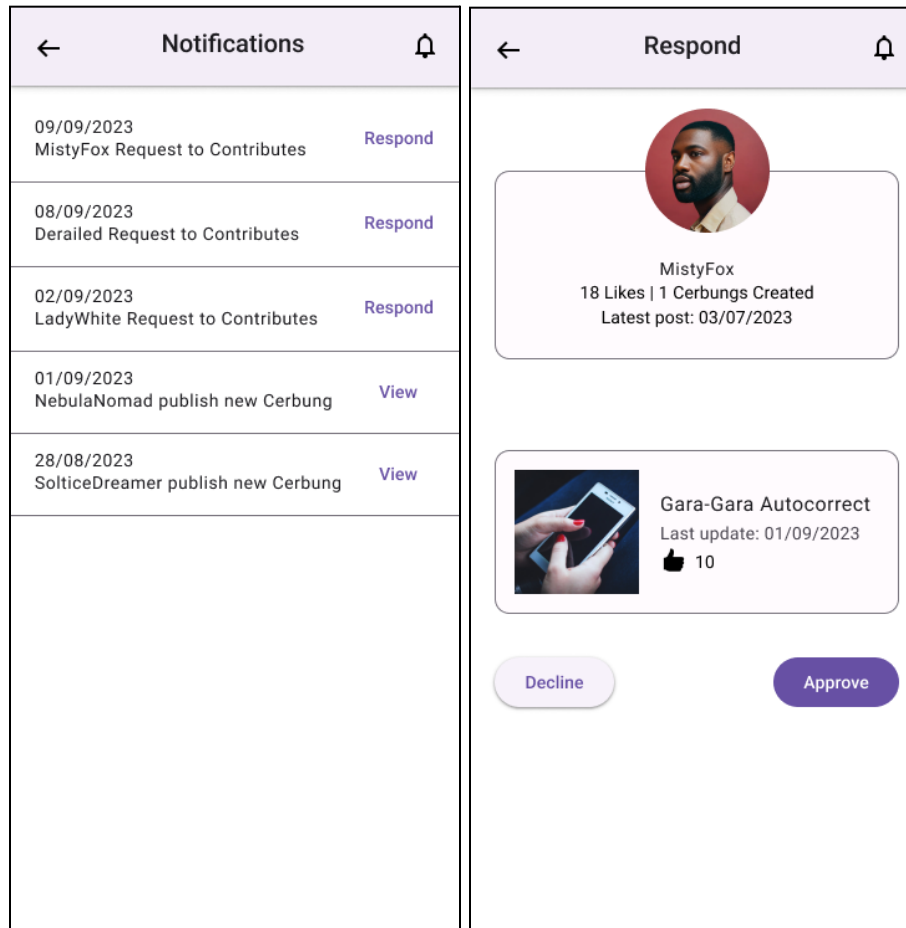 Notifications
09/09/2023
MistyFox Request to Contributes
Respond
08/09/2023
Derailed Request to Contributes
Respond
02/09/2023
LadyWhite Request to Contributes
Respond
01/09/2023
NebulaNomad publish new Cerbung
View
28/08/2023
SolticeDreamer publish new Cerbung
View
Respond
MistyFox
18 Likes | 1 Cerbungs Created
Latest post: 03/07/2023
Gara-Gara Autocorrect
Last update: 01/09/2023
10
Decline
Approve